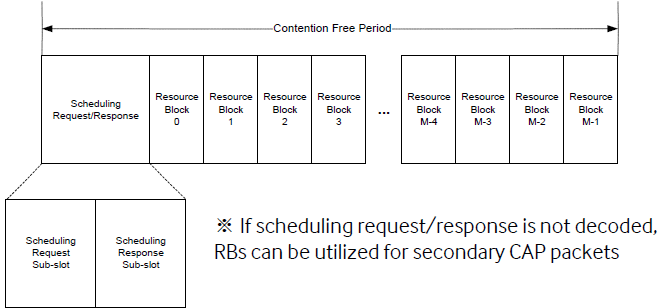 Contention Free Period
Scheduling
Request/Response
Resource
Block
0
Resource
Block
1
Resource
Block
2
Resource
Block
3
...
Resource
Block
M-4
Resource
Block
M-3
Resource
Block
M-2
Resource
Block
M-1
Scheduling
Request
Sub-slot
Scheduling
Response
Sub-slot
※ If scheduling request/response is not decoded,
RBs can be utilized for secondary CAP packets